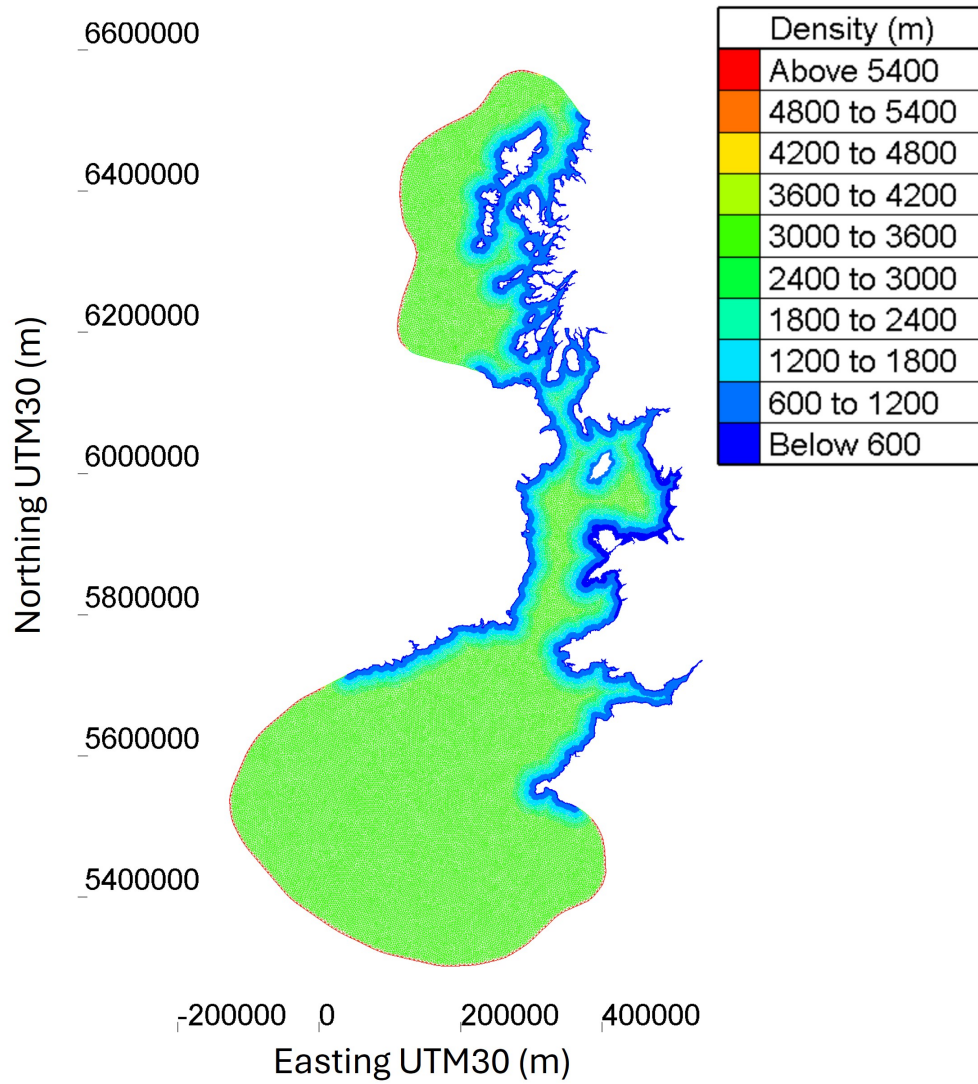 6600000
6400000
6200000
6000000
5800000
5600000
5400000
Northing UTM30 (m)
-200000
0
200000
400000
Easting UTM30 (m)
Density (m)
Above 5400
4800 to 5400
4200 to 4800
3600 to 4200
3000 to 3600
2400 to 3000
1800 to 2400
1200 to 1800
600 to 1200
Below 600